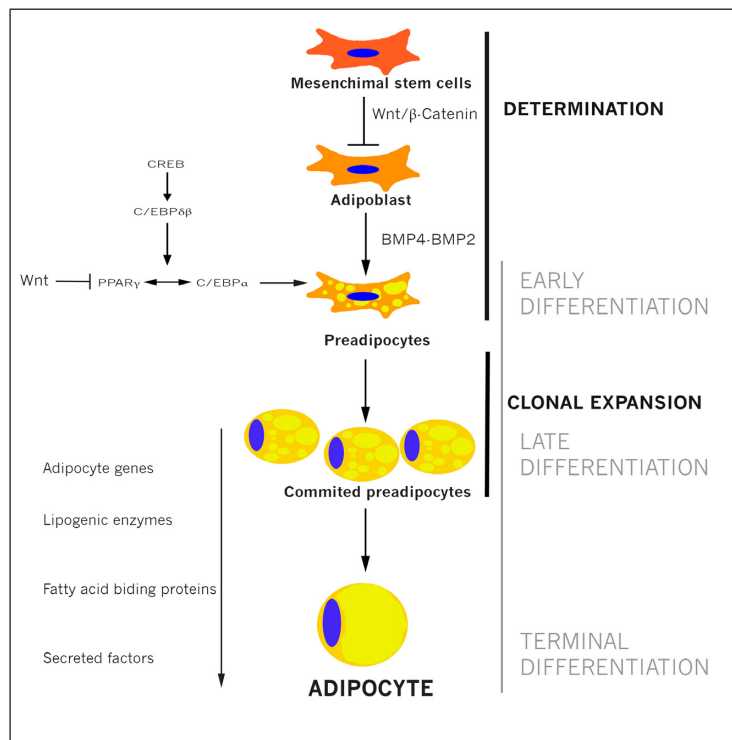 Mesenchimal stem cells
Wnt/β-Catenin
DETERMINATION
CREB
Adipoblast
C/EBPδβ
BMP4-BMP2
Wnt
PPARγ
C/EBPα
EARLY
DIFFERENTIATION
Preadipocytes
CLONAL EXPANSION
LATE
DIFFERENTIATION
Adipocyte genes
Commited preadipocytes
Lipogenic enzymes
Fatty acid biding proteins
Secreted factors
TERMINAL
DIFFERENTIATION
ADIPOCYTE